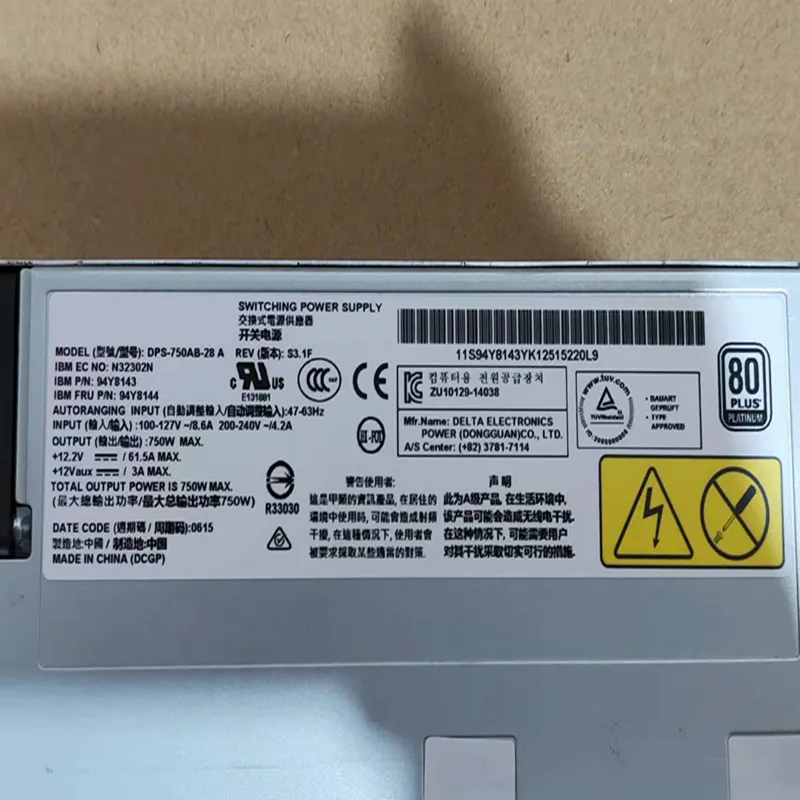 SWITCHING POWER SUPPLY
交換式電源供應器
开关电源
MODEL (型號/型号): DPS-750AB-28 A REV (版本): S3.1F
IBM EC NO: N32302N
IBM P/N: 94Y8143
IBM FRU P/N: 94Y8144
AUTORANGING INPUT (自動調整輸入/自动调整输入):47-63Hz
INPUT (輸入/输入) : 100-127V ~/8.6A 200-240V ~/4.2A
OUTPUT (輸出/输出) :750W MAX.
+12.2V / 61.5A MAX.
+12Vaux / 3A MAX.
TOTAL OUTPUT POWER IS 750W MAX.
(最大總輸出功率/最大总输出功率750W)
DATE CODE (週期碼 / 周期码):0615
製造地:中國 / 制造地:中国
MADE IN CHINA (DCGP)
c UL US
E131881
CCC
CE
HI-POT
R33030
11S94Y8143YK12515220L9
컴퓨터용 전원공급장치
ZU10129-14038
Mfr.Name: DELTA ELECTRONICS
POWER (DONGGUAN)CO., LTD.
A/S Center: (+82) 3781-7114
www.tuv.com
TUVRheinland
• BAUART
GEPRUFT
• TYPE
APPROVED
80
PLUS
PLATINUM
警告使用者:
這是甲類的資訊產品, 在居住的
環境中使用時, 可能會造成射頻
干擾, 在這種情況下, 使用者會
被要求採取某些適當的對策.
声 明
此为A级产品, 在生活环境中,
该产品可能会造成无线电干扰.
在这种情况下, 可能需要用户
对其干扰采取切实可行的措施.